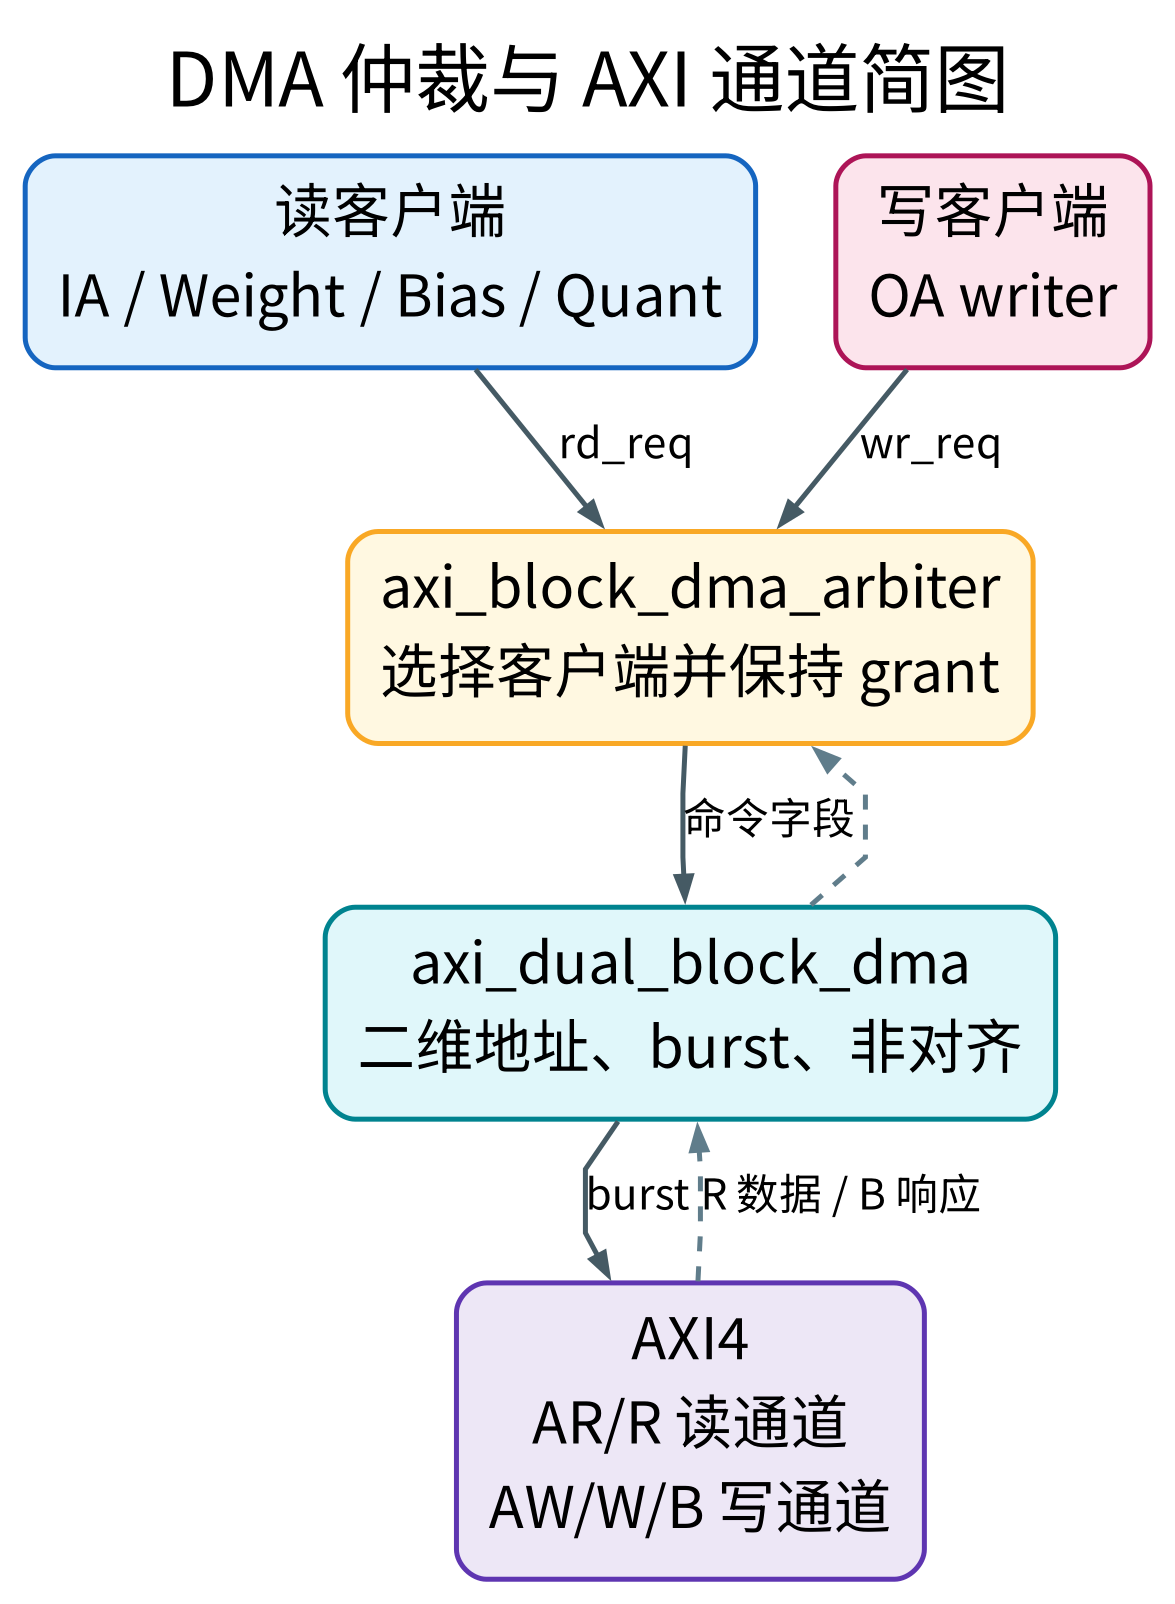 DMA 仲裁与 AXI 通道简图
读客户端
IA / Weight / Bias / Quant
写客户端
OA writer
rd_req
wr_req
axi_block_dma_arbiter
选择客户端并保持 grant
命令字段
axi_dual_block_dma
二维地址、burst、非对齐
burst
R 数据 / B 响应
AXI4
AR/R 读通道
AW/W/B 写通道